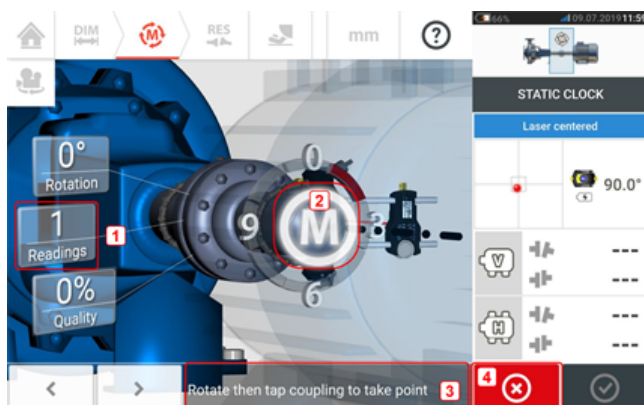 DIM
M
RES
mm
?
66%
09.07.2019 11:59
STATIC CLOCK
Laser centered
90.0°
0°
Rotation
1
Readings
1
0%
Quality
0
2
M
3
9
6
V
---
---
H
---
---
<
>
Rotate then tap coupling to take point
3
4